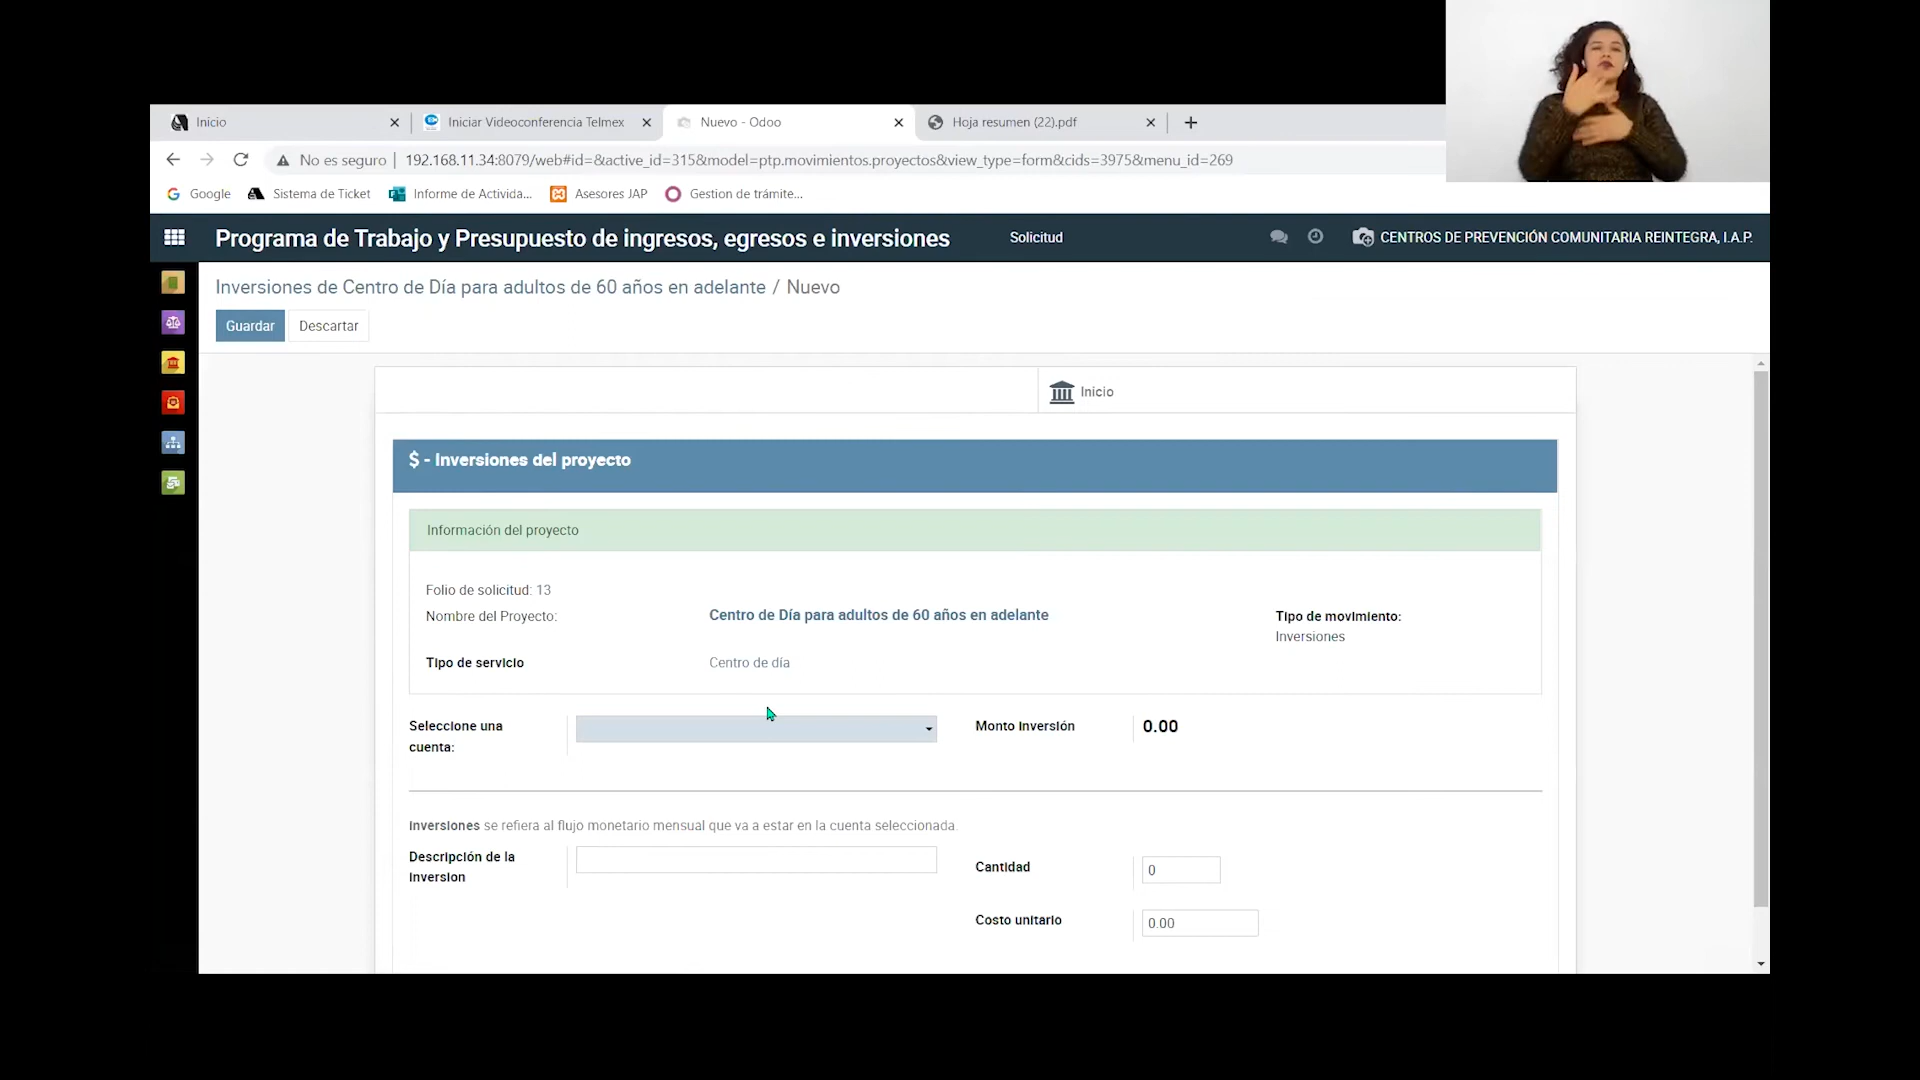 Inicio
Iniciar Videoconferencia Telmex
Nuevo - Odoo
Hoja resumen (22).pdf
No es seguro | 192.168.11.34:8079/web#id=&active_id=315&model=ptp.movimientos.proyectos&view_type=form&cids=3975&menu_id=269
Google
Sistema de Ticket
Informe de Activida...
Asesores JAP
Gestion de trámite...
Programa de Trabajo y Presupuesto de ingresos, egresos e inversiones
Solicitud
CENTROS DE PREVENCIÓN COMUNITARIA REINTEGRA, I.A.P.
Inversiones de Centro de Día para adultos de 60 años en adelante / Nuevo
Guardar
Descartar
Inicio
$ - Inversiones del proyecto
Información del proyecto
Folio de solicitud: 13
Nombre del Proyecto:
Centro de Día para adultos de 60 años en adelante
Tipo de movimiento:
Inversiones
Tipo de servicio
Centro de día
Seleccione una
cuenta:
Monto inversión
0.00
Inversiones se refiera al flujo monetario mensual que va a estar en la cuenta seleccionada.
Descripción de la
inversion
Cantidad
0
Costo unitario
0.00